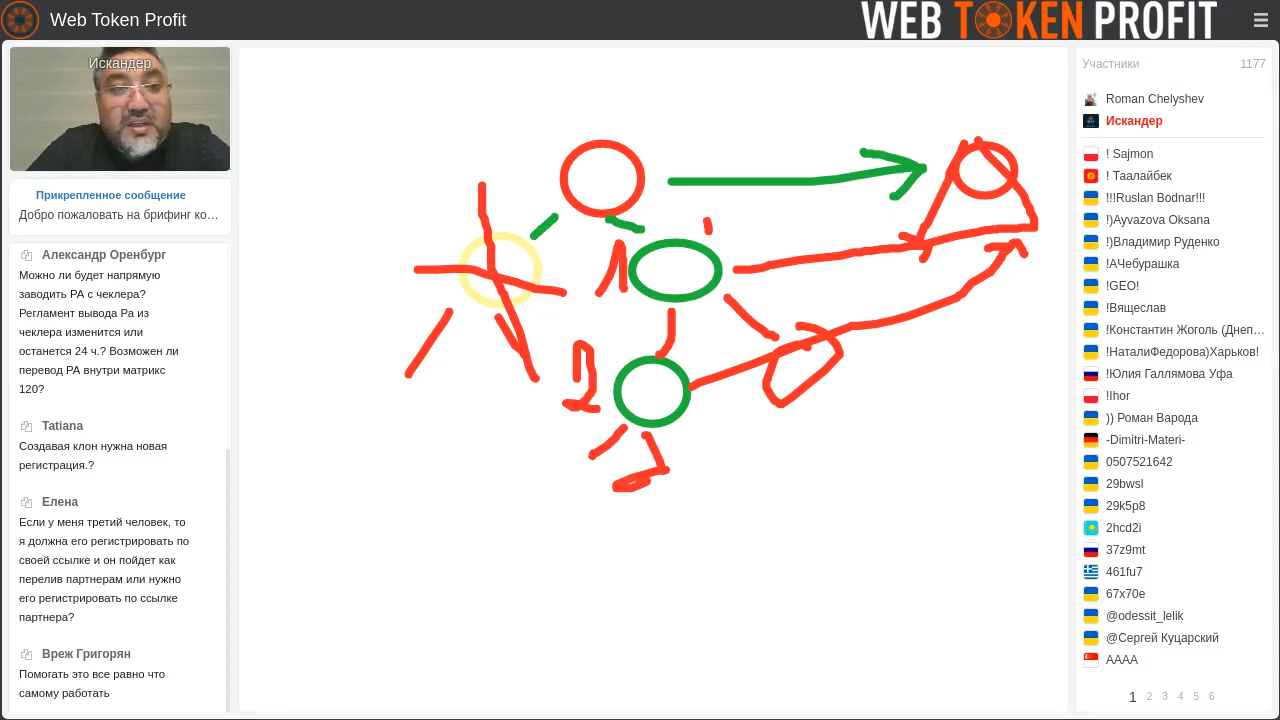 Web Token Profit
WEB TOKEN PROFIT
Искандер
Прикрепленное сообщение
Добро пожаловать на брифинг ко…
Александр Оренбург
Можно ли будет напрямую
заводить РА с чеклера?
Регламент вывода Ра из
чеклера изменится или
останется 24 ч.? Возможен ли
перевод РА внутри матрикс
120?
Tatiana
Создавая клон нужна новая
регистрация.?
Елена
Если у меня третий человек, то
я должна его регистрировать по
своей ссылке и он пойдет как
перелив партнерам или нужно
его регистрировать по ссылке
партнера?
Вреж Григорян
Помогать это все равно что
самому работать
1
2
Участники 1177
Roman Chelyshev
Искандер
! Sajmon
! Таалайбек
!!!Ruslan Bodnar!!!
!)Ayvazova Oksana
!)Владимир Руденко
!АЧебурашка
!GEO!
!Вящеслав
!Константин Жоголь (Днеп…
!НаталиФедорова)Харьков!
!Юлия Галлямова Уфа
!Ihor
)) Роман Варода
-Dimitri-Materi-
0507521642
29bwsl
29k5p8
2hcd2i
37z9mt
461fu7
67x70e
@odessit_lelik
@Сергей Куцарский
AAAA
1 2 3 4 5 6